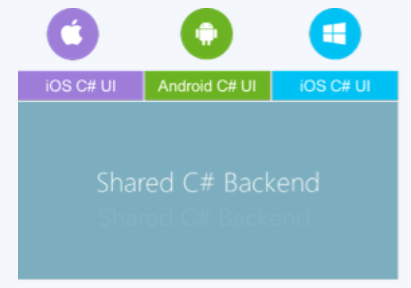 iOS C# UI
Android C# UI
iOS C# UI
Shared C# Backend
Shared C# Backend